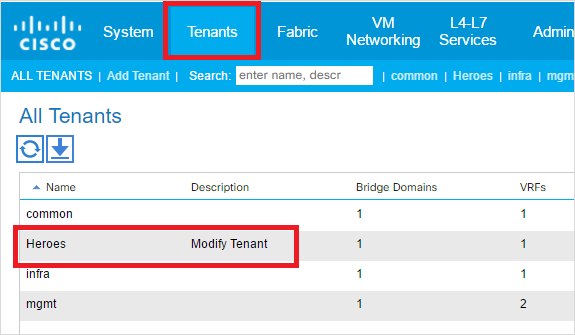 CISCO
System
Tenants
Fabric
VM
Networking
L4-L7
Services
Admin
ALL TENANTS | Add Tenant | Search: enter name, descr | common | Heroes | infra | mgm
All Tenants
Name Description Bridge Domains VRFs
common 1 1
Heroes Modify Tenant 1 1
infra 1 1
mgmt 1 2